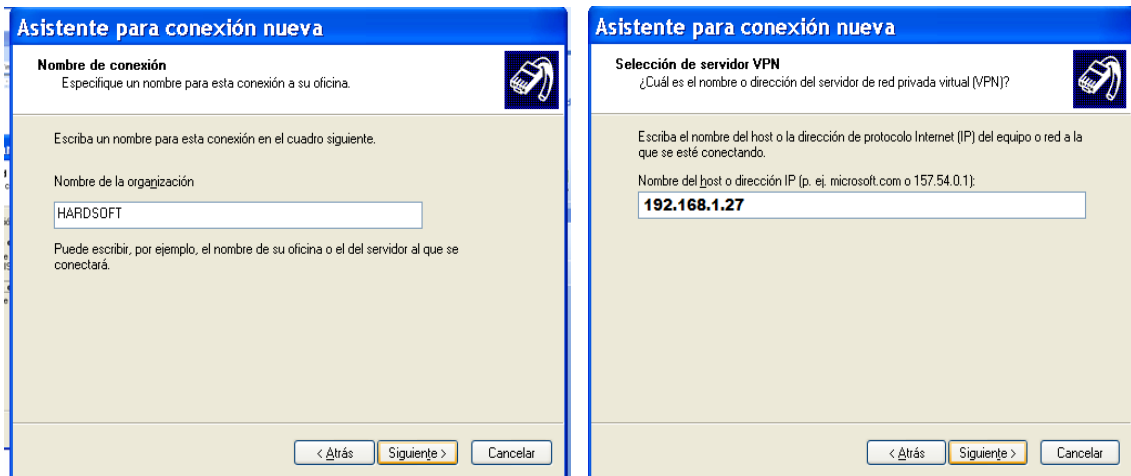 Asistente para conexión nueva
Nombre de conexión
Especifique un nombre para esta conexión a su oficina.
Escriba un nombre para esta conexión en el cuadro siguiente.
Nombre de la organización
HARDSOFT
Puede escribir, por ejemplo, el nombre de su oficina o el del servidor al que se
conectará.
< Atrás
Siguiente >
Cancelar
Asistente para conexión nueva
Selección de servidor VPN
¿Cuál es el nombre o dirección del servidor de red privada virtual (VPN)?
Escriba el nombre del host o la dirección de protocolo Internet (IP) del equipo o red a la
que se esté conectando.
Nombre del host o dirección IP (p. ej. microsoft.com o 157.54.0.1):
192.168.1.27
< Atrás
Siguiente >
Cancelar